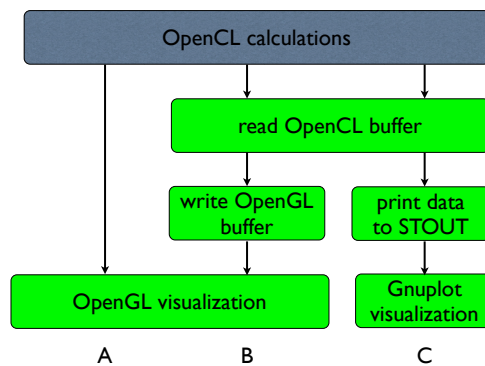 OpenCL calculations
read OpenCL buffer
write OpenGL
buffer
print data
to STOUT
OpenGL visualization
Gnuplot
visualization
A B C